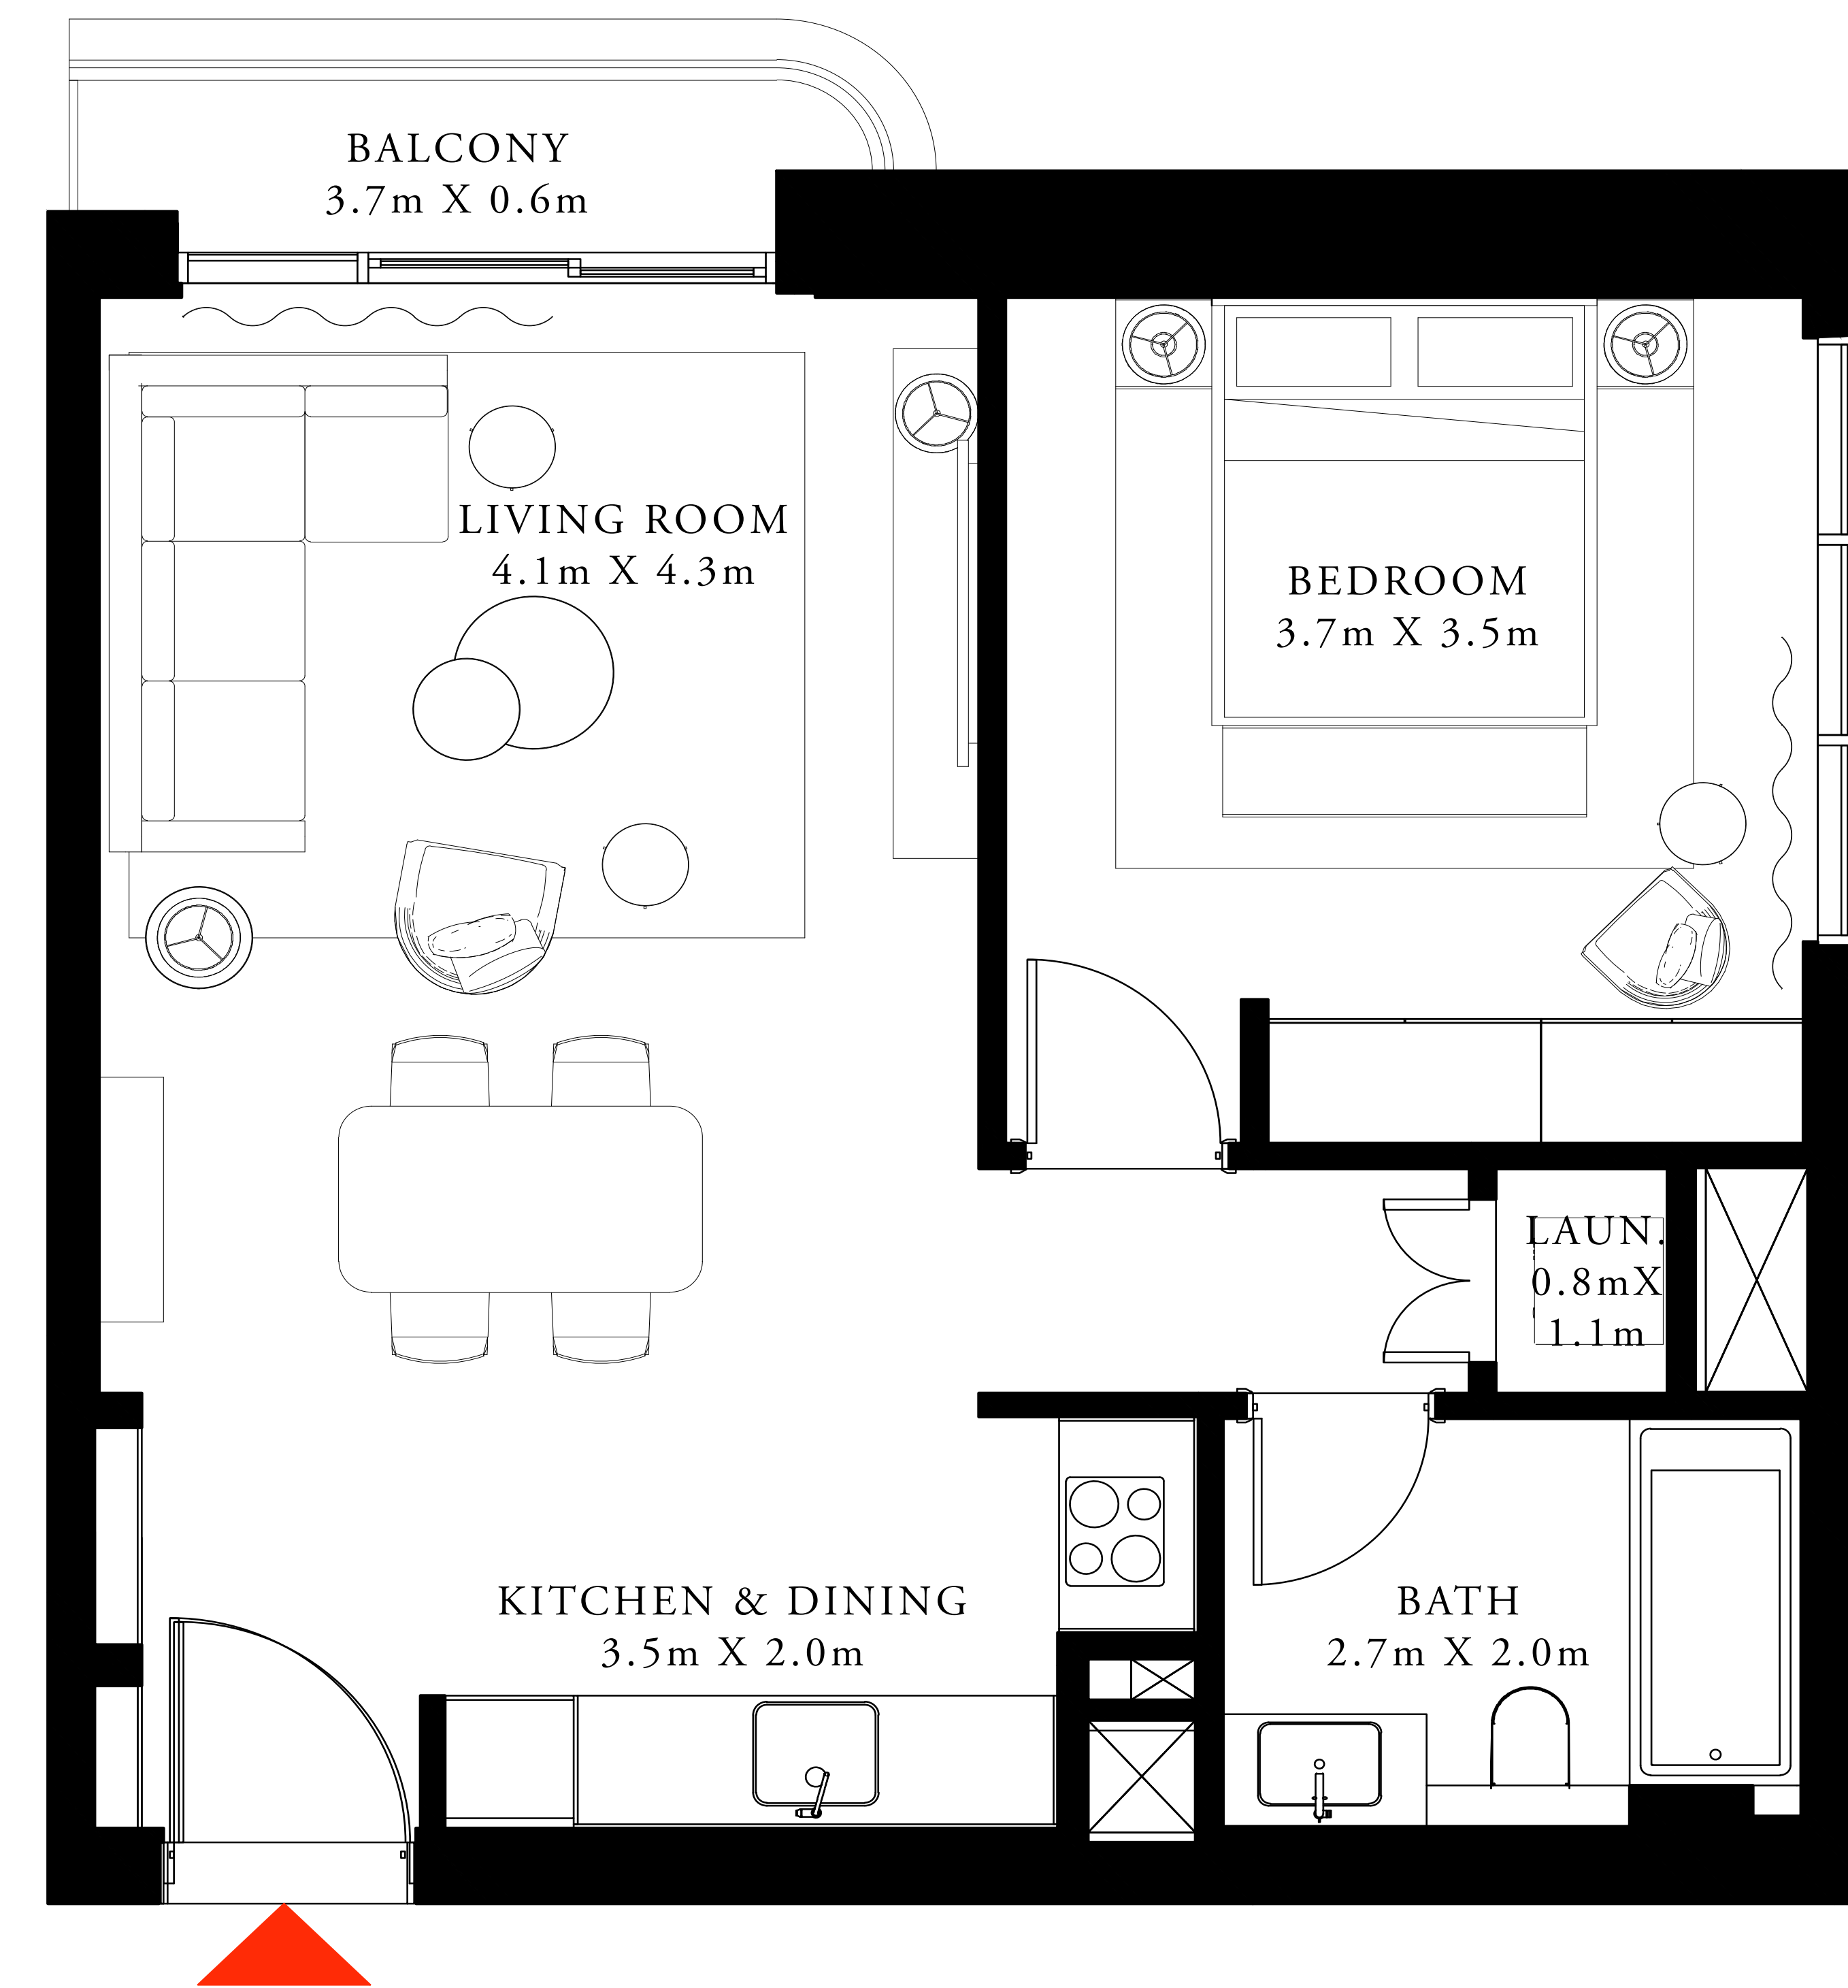 BALCONY
3.7m X 0.6m
LIVING ROOM
4.1m X 4.3m
BEDROOM
3.7m X 3.5m
LAUN.
0.8mX
1.1m
KITCHEN & DINING
3.5m X 2.0m
BATH
2.7m X 2.0m